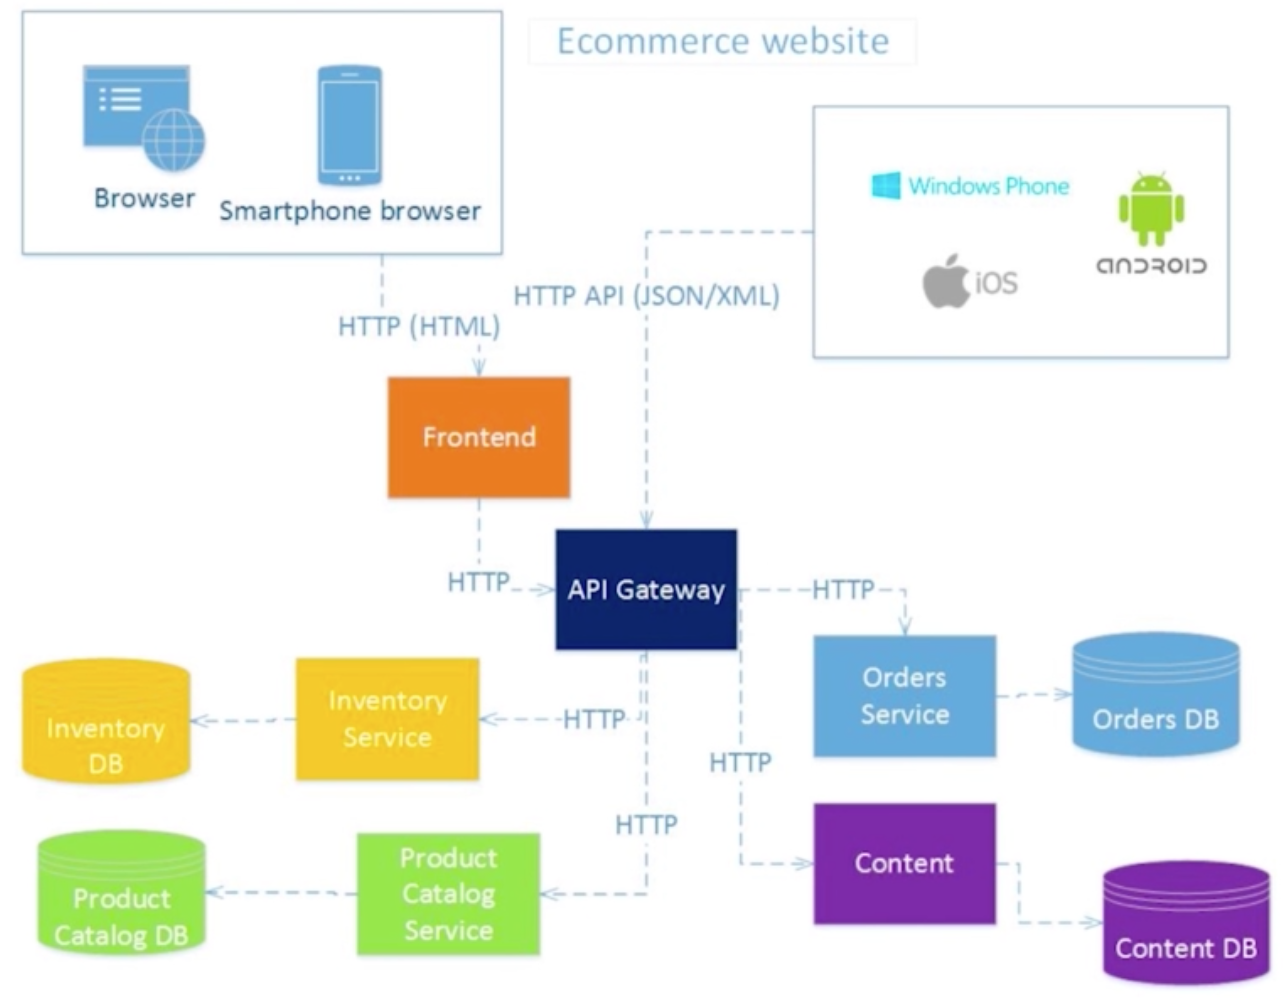 Ecommerce website
Browser
Smartphone browser
Windows Phone
android
iOS
HTTP API (JSON/XML)
HTTP (HTML)
Frontend
HTTP
API Gateway
HTTP
Orders
Service
Orders DB
Inventory
Service
Inventory
DB
HTTP
HTTP
HTTP
Product
Catalog
Service
Product
Catalog DB
Content
Content DB